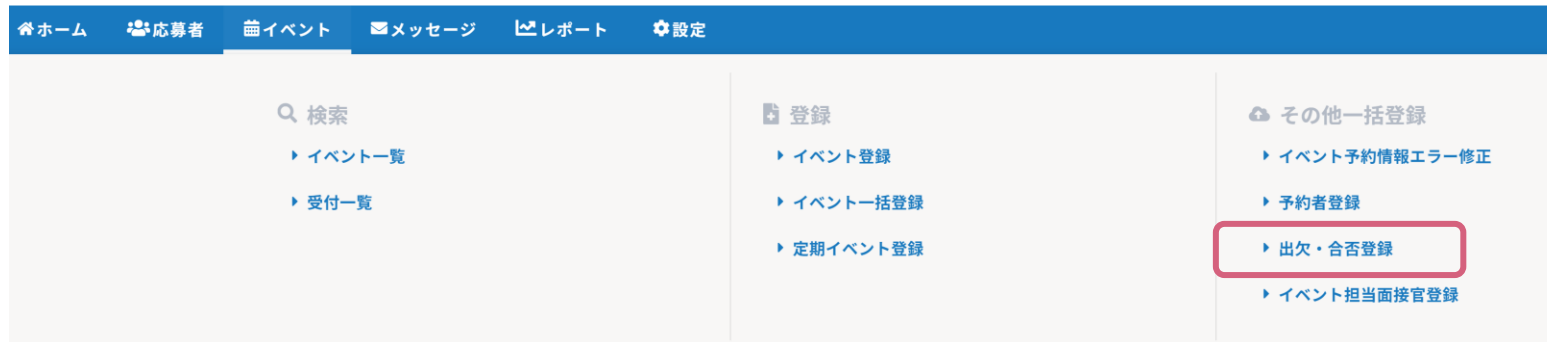 ホーム 応募者 イベント メッセージ レポート 設定
検索
イベント一覧
受付一覧
登録
イベント登録
イベント一括登録
定期イベント登録
その他一括登録
イベント予約情報エラー修正
予約者登録
出欠・合否登録
イベント担当面接官登録